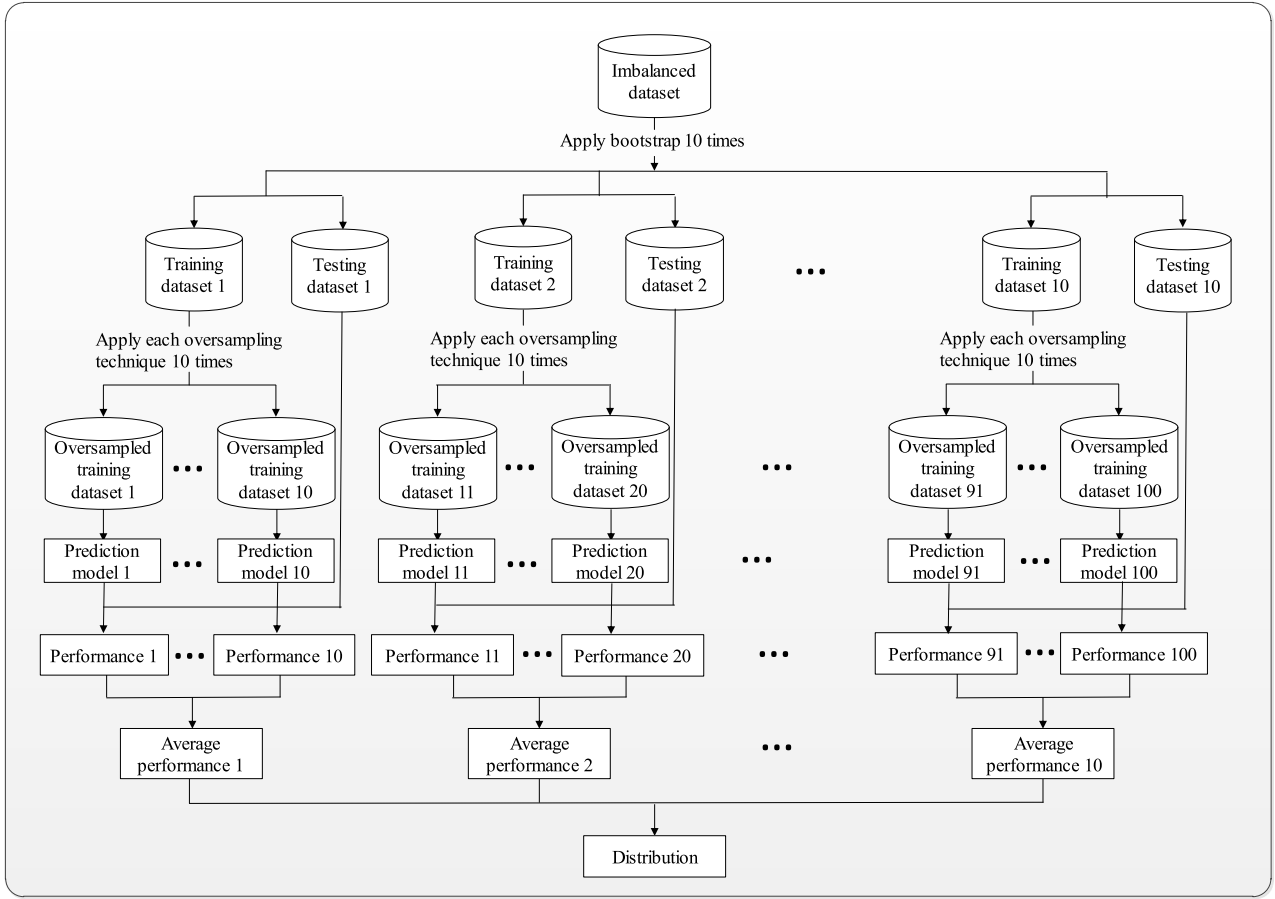 Imbalanced
dataset
Apply bootstrap 10 times
Training
dataset 1
Testing
dataset 1
Training
dataset 2
Testing
dataset 2
...
Training
dataset 10
Testing
dataset 10
Apply each oversampling
technique 10 times
Apply each oversampling
technique 10 times
Apply each oversampling
technique 10 times
Oversampled
training
dataset 1
...
Oversampled
training
dataset 10
Oversampled
training
dataset 11
...
Oversampled
training
dataset 20
...
Oversampled
training
dataset 91
...
Oversampled
training
dataset 100
Prediction
model 1
...
Prediction
model 10
Prediction
model 11
...
Prediction
model 20
...
Prediction
model 91
...
Prediction
model 100
Performance 1
...
Performance 10
Performance 11
...
Performance 20
...
Performance 91
...
Performance 100
Average
performance 1
Average
performance 2
...
Average
performance 10
Distribution